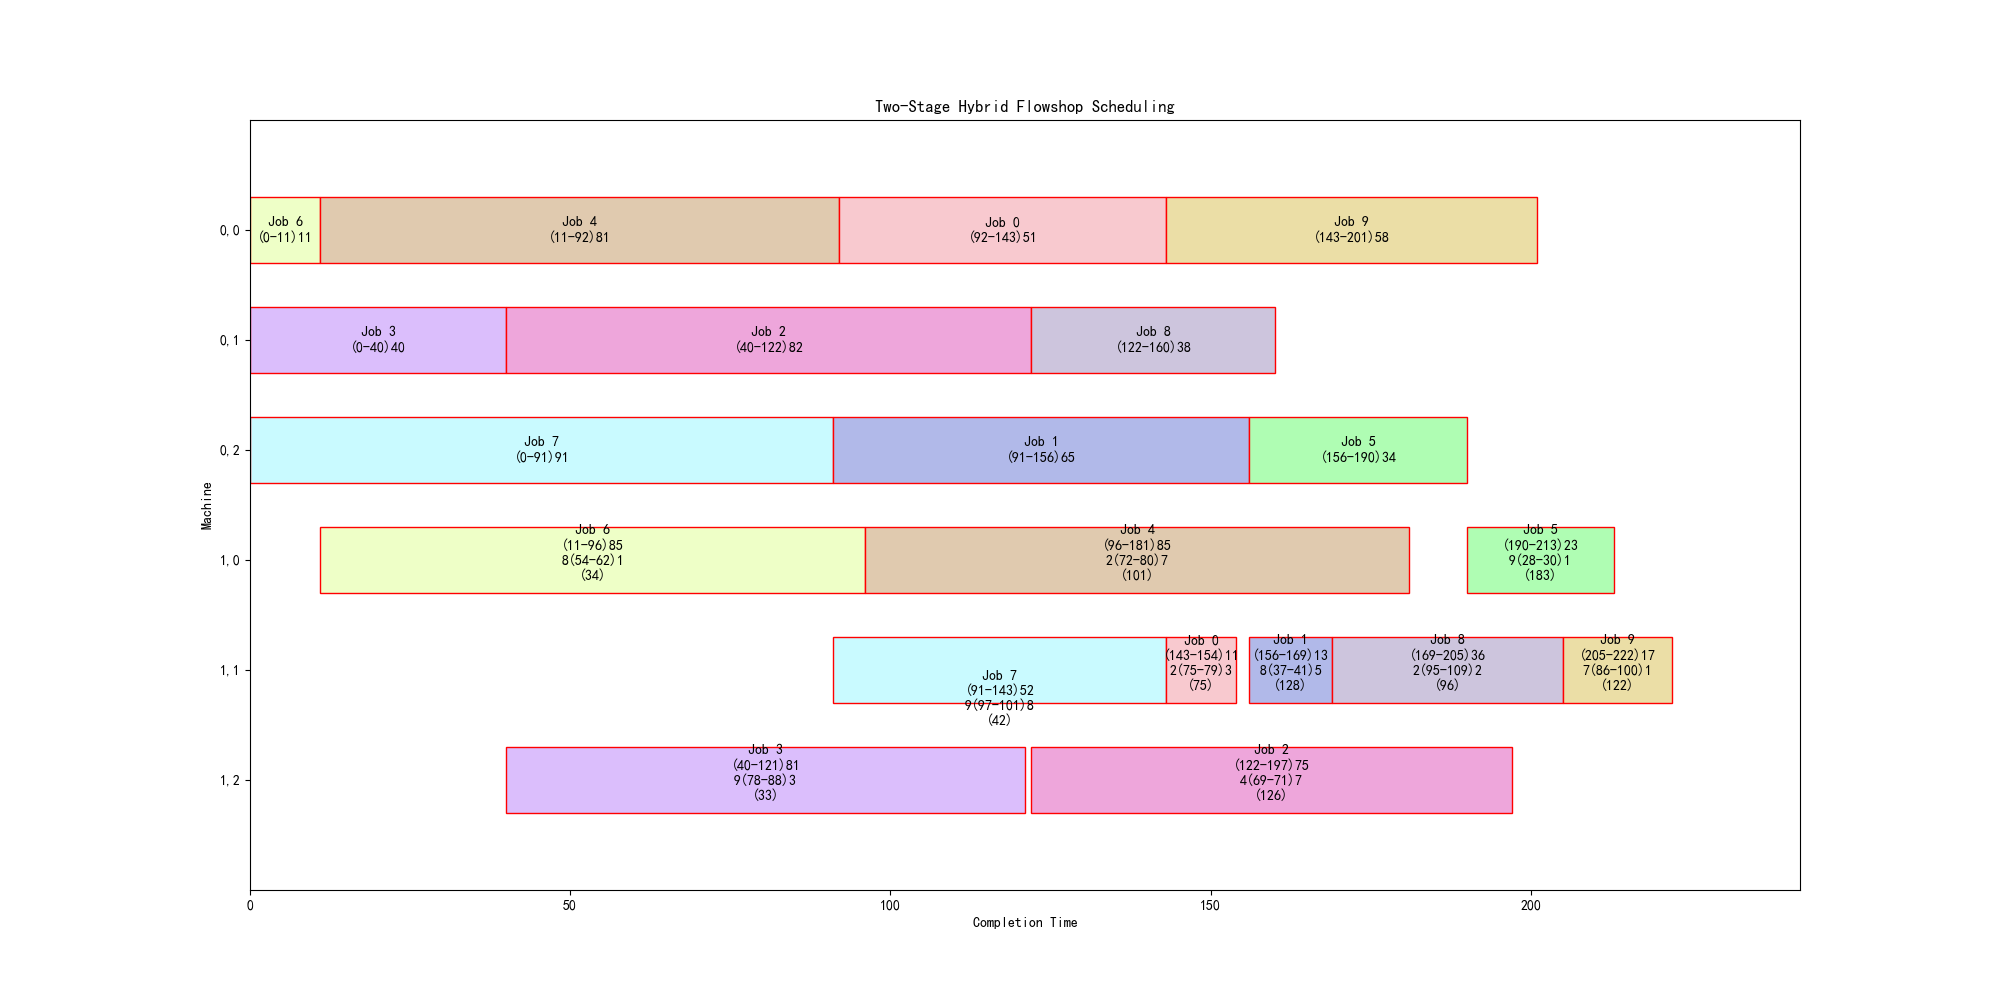 Two-Stage Hybrid Flowshop Scheduling
0,0
Job 6
(0-11)11
Job 4
(11-92)81
Job 0
(92-143)51
Job 9
(143-201)58
0,1
Job 3
(0-40)40
Job 2
(40-122)82
Job 8
(122-160)38
0,2
Job 7
(0-91)91
Job 1
(91-156)65
Job 5
(156-190)34
Machine
1,0
Job 6
(11-96)85
8(54-62)1
(34)
Job 4
(96-181)85
2(72-80)7
(101)
Job 5
(190-213)23
9(28-30)1
(183)
1,1
Job 7
(91-143)52
9(97-101)8
(42)
Job 0
(143-154)11
2(75-79)3
(75)
Job 1
(156-169)13
8(37-41)5
(128)
Job 8
(169-205)36
2(95-109)2
(96)
Job 9
(205-222)17
7(86-100)1
(122)
1,2
Job 3
(40-121)81
9(78-88)3
(33)
Job 2
(122-197)75
4(69-71)7
(126)
0
50
100
150
200
Completion Time